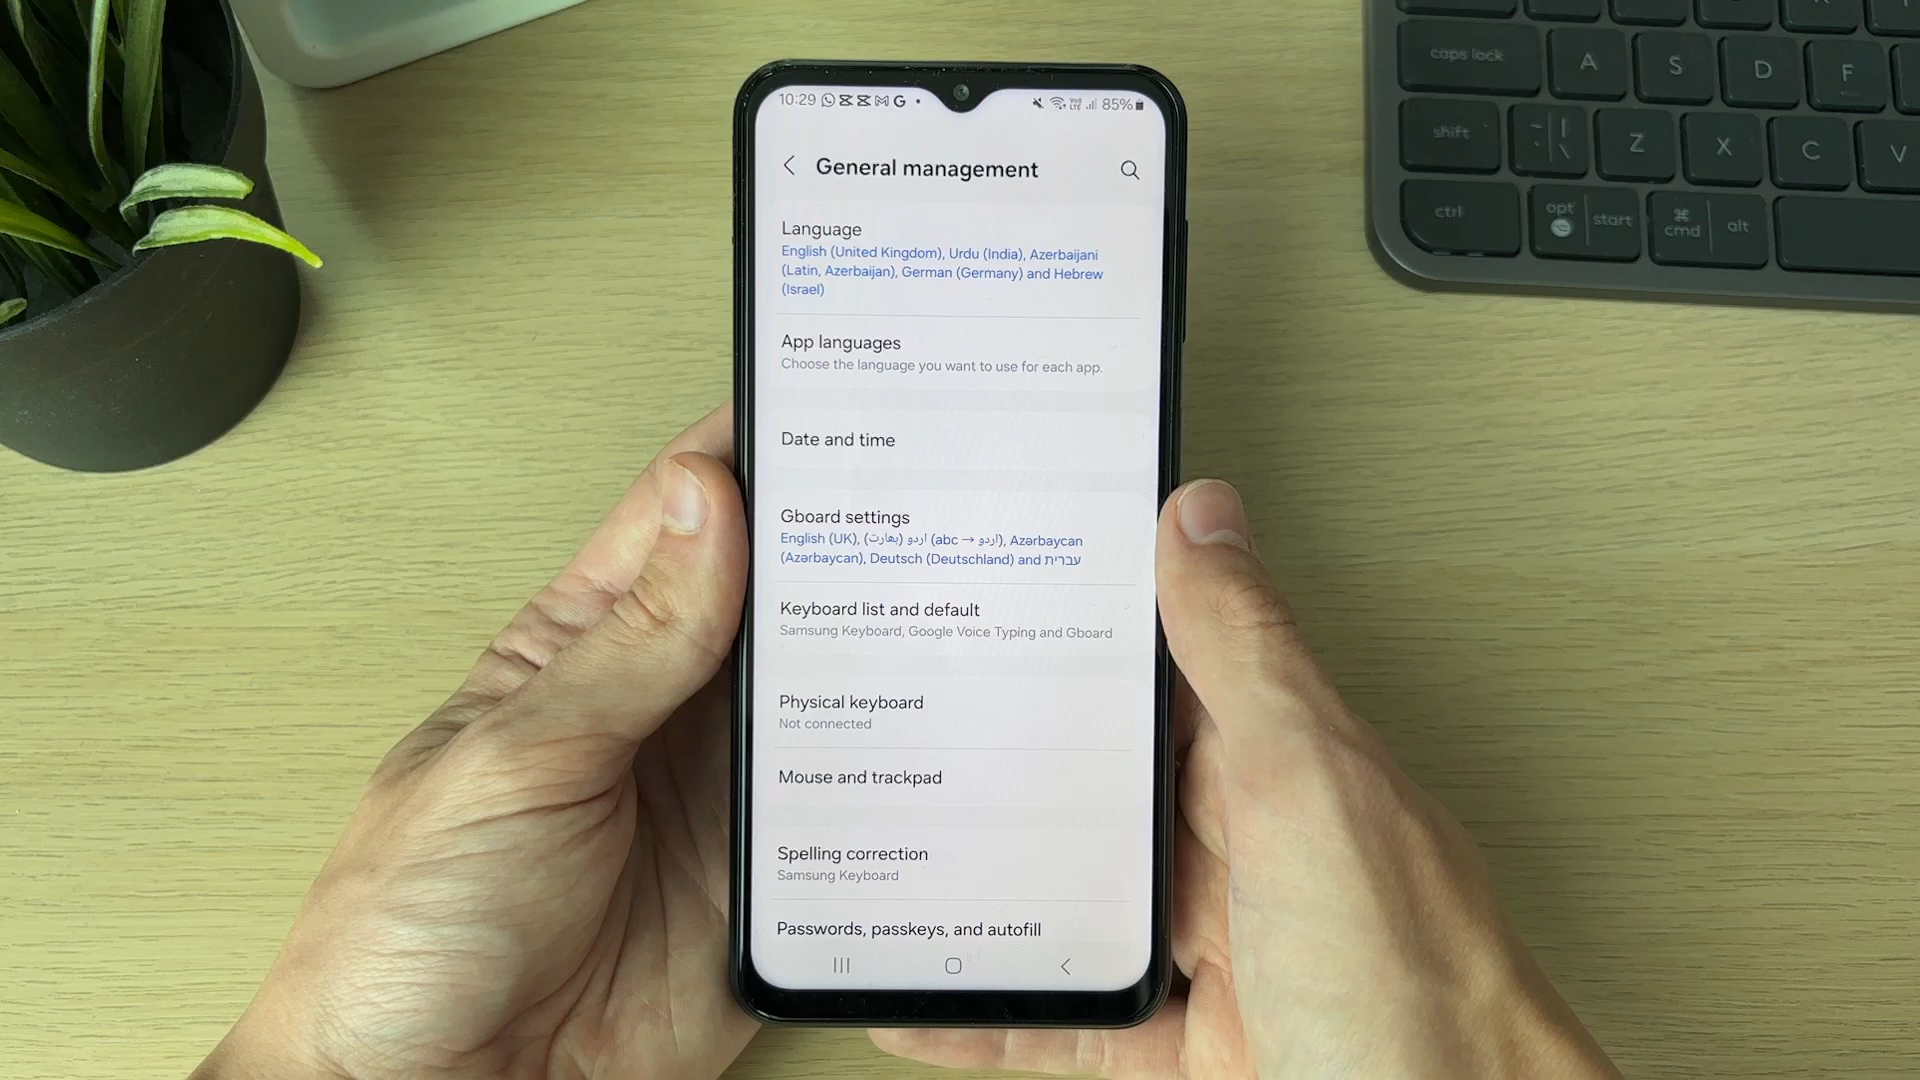 10:29 85%
General management
Language
English (United Kingdom), Urdu (India), Azerbaijani
(Latin, Azerbaijan), German (Germany) and Hebrew
(Israel)
App languages
Choose the language you want to use for each app.
Date and time
Gboard settings
English (UK), اردو (بھارت) (abc → اردو), Azərbaycan
(Azərbaycan), Deutsch (Deutschland) and עברית
Keyboard list and default
Samsung Keyboard, Google Voice Typing and Gboard
Physical keyboard
Not connected
Mouse and trackpad
Spelling correction
Samsung Keyboard
Passwords, passkeys, and autofill
caps lock A S D F
shift ~ | \ Z X C V
ctrl opt start ⌘ cmd alt